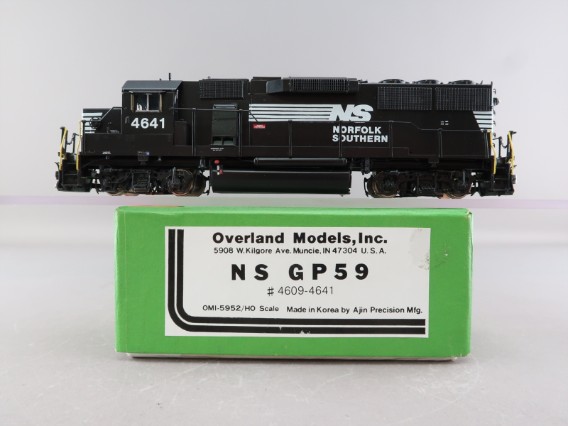 4641
NS
NORFOLK
SOUTHERN
Overland Models, Inc.
5908 W. Kilgore Ave. Muncie, IN 47304 U. S. A.
NS GP59
# 4609-4641
OMI-5952/HO Scale Made in Korea by Ajin Precision Mfg.